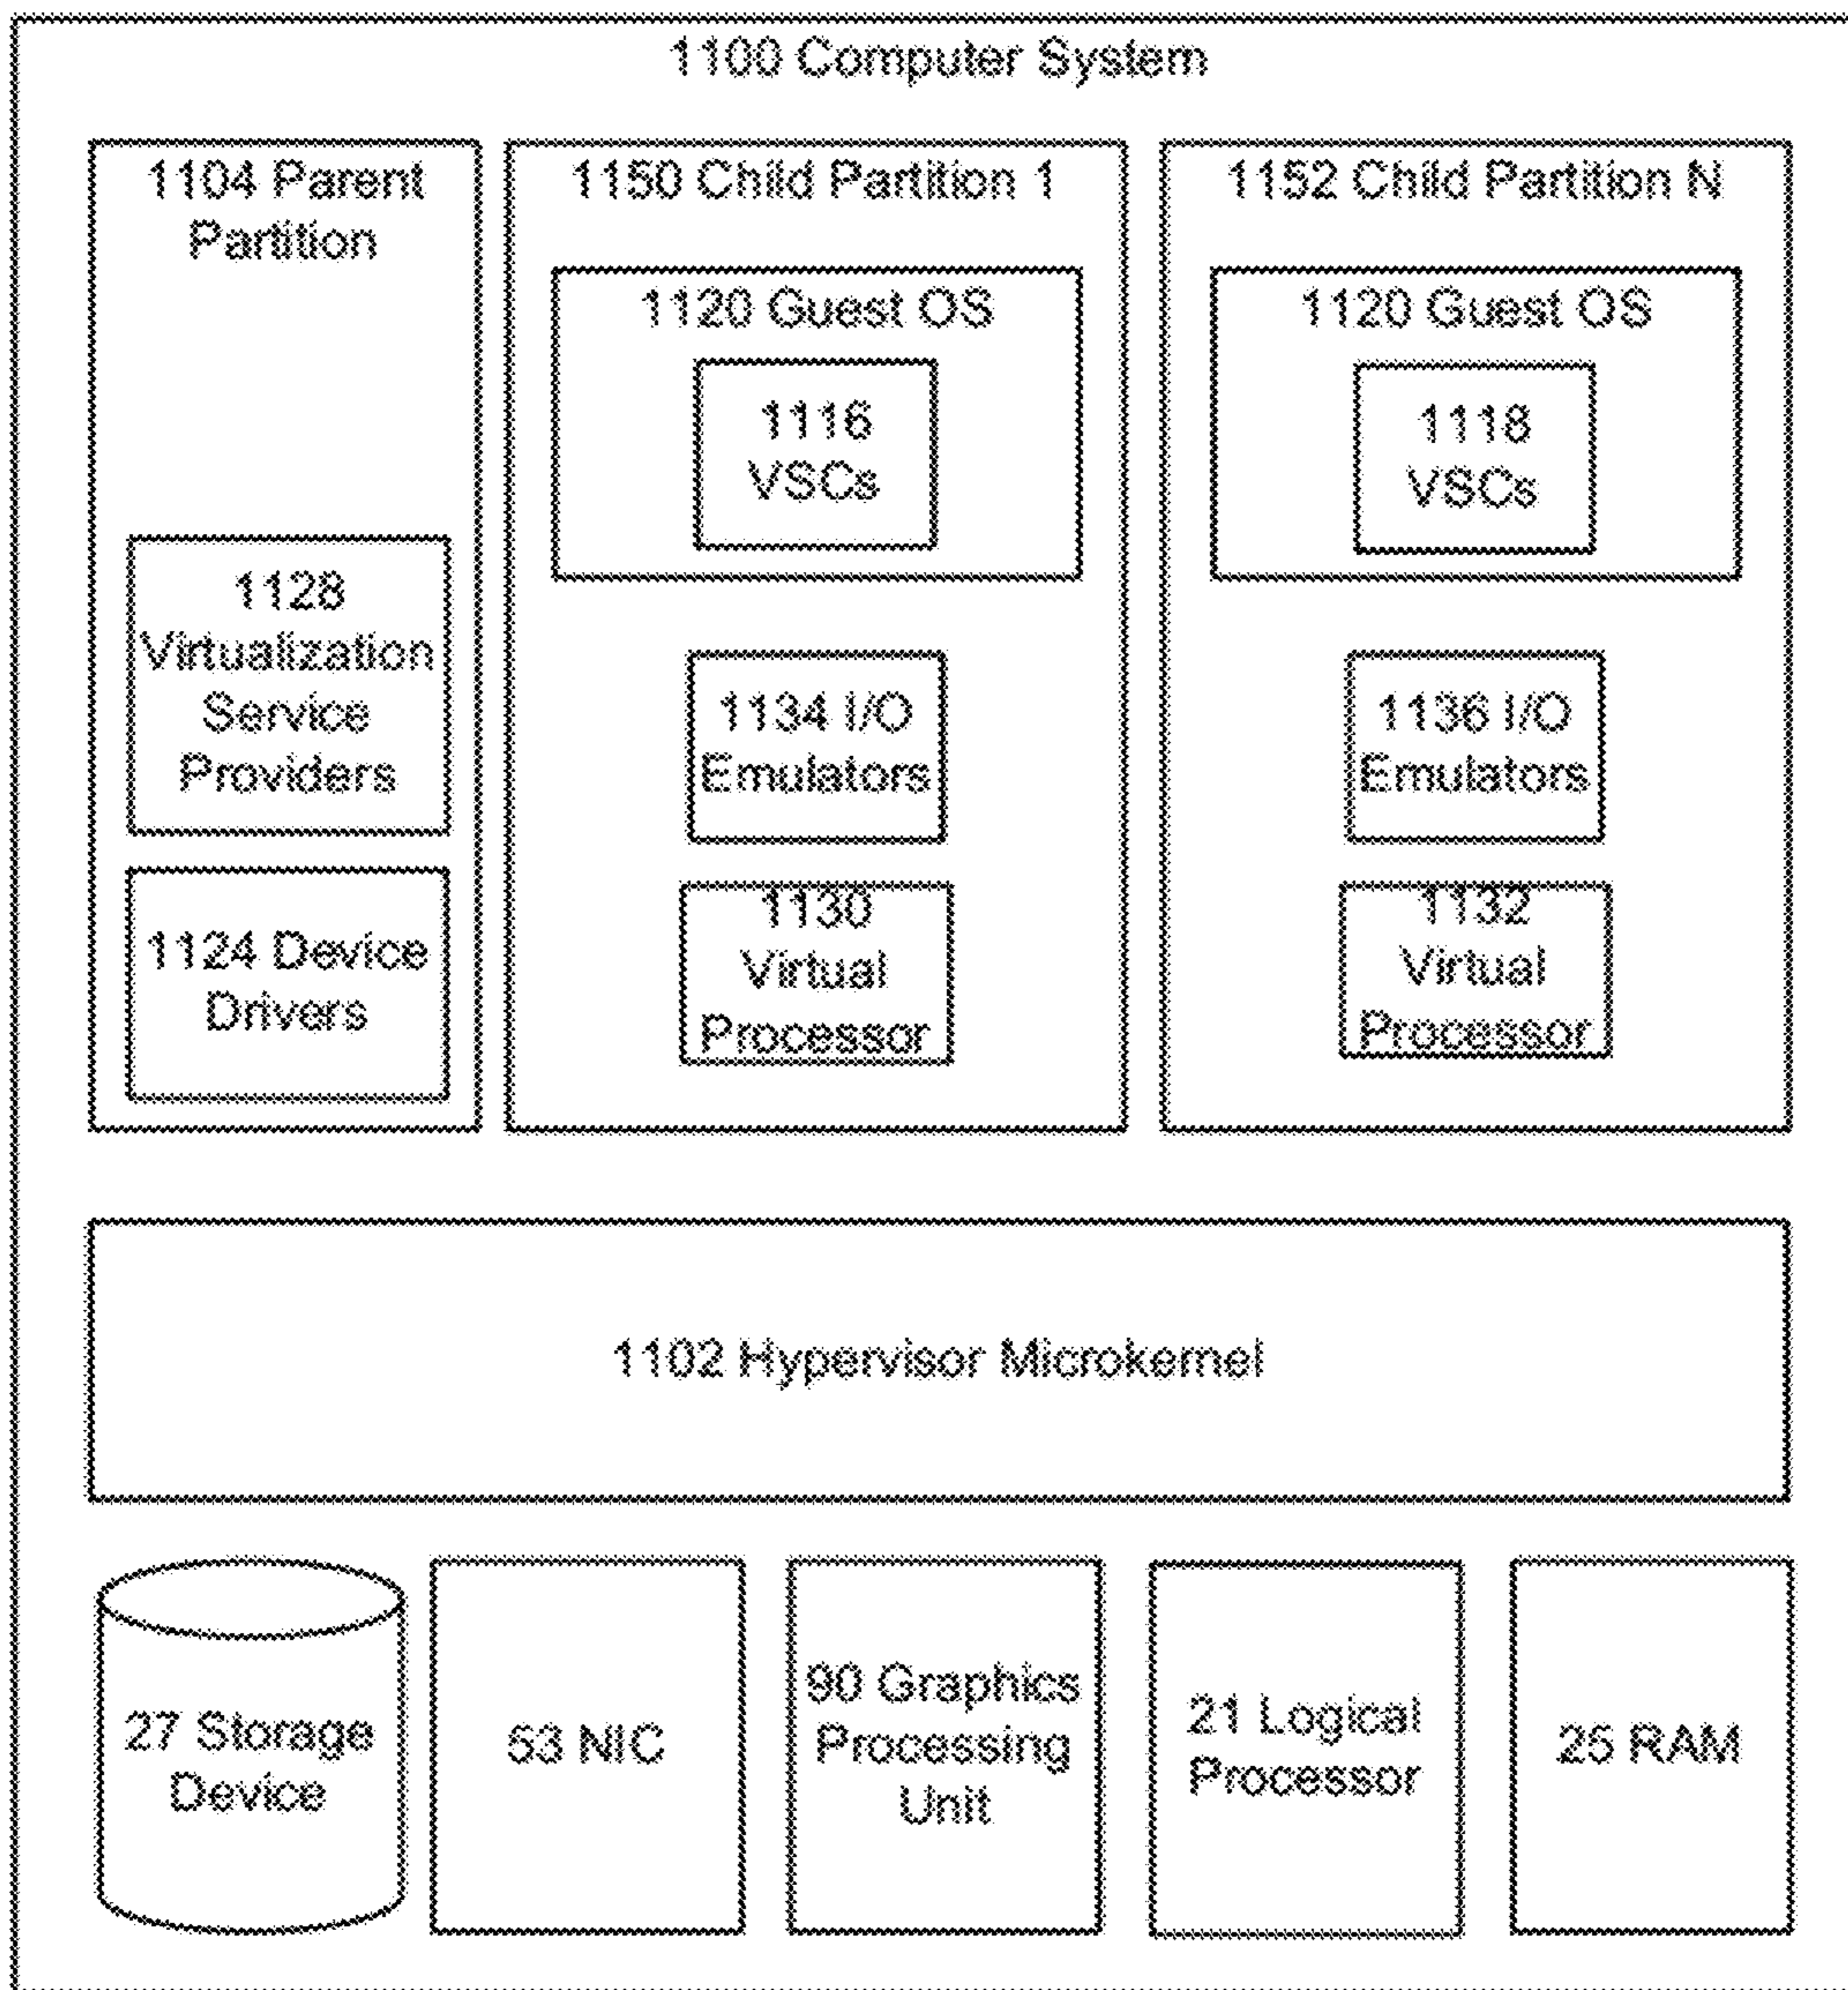 1100 Computer System
1104 Parent
Partition
1128
Virtualization
Service
Providers
1124 Device
Drivers
1150 Child Partition 1
1120 Guest OS
1116
VSCs
1134 I/O
Emulators
1130
Virtual
Processor
1152 Child Partition N
1120 Guest OS
1118
VSCs
1136 I/O
Emulators
1132
Virtual
Processor
1102 Hypervisor Microkernel
27 Storage
Device
53 NIC
90 Graphics
Processing
Unit
21 Logical
Processor
25 RAM